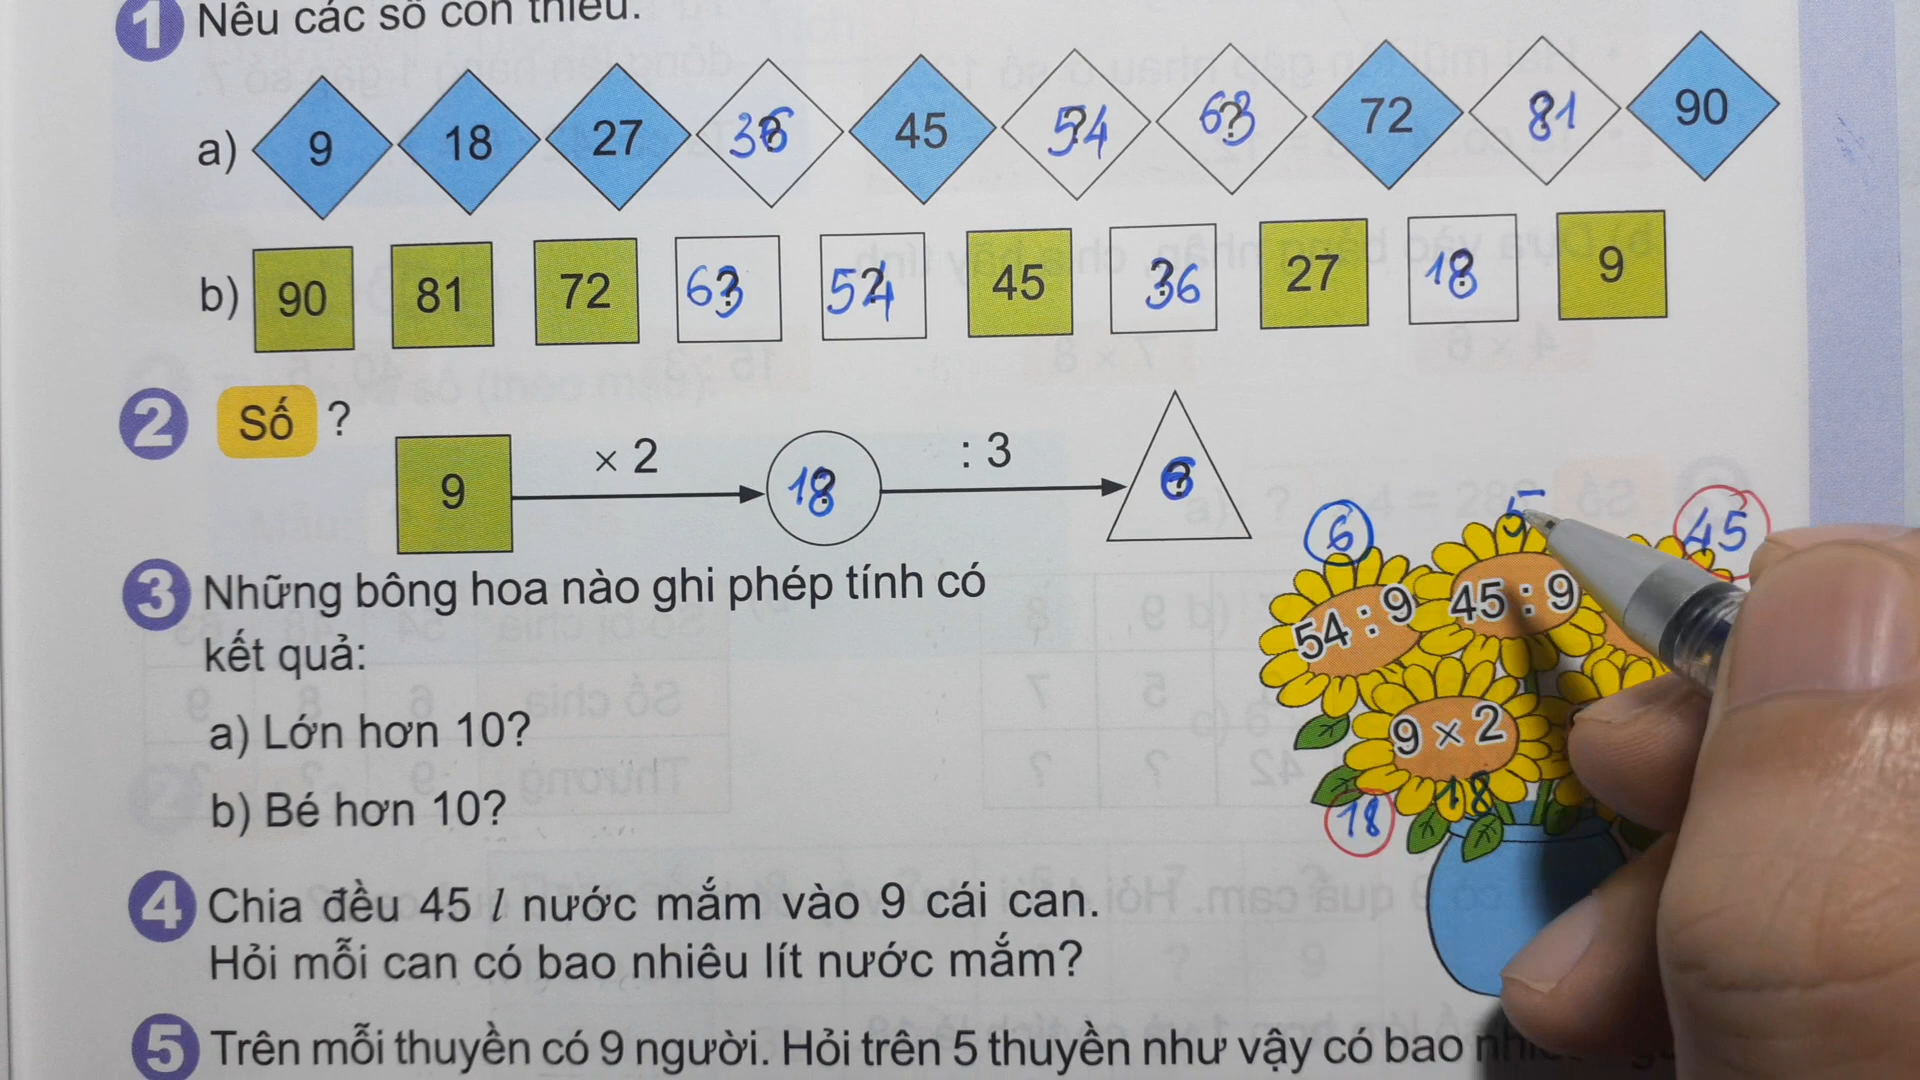 1 Nêu các số còn thiếu.
a) 9 18 27 36 45 54 63 72 81 90
b) 90 81 72 63 54 45 36 27 18 9
2 Số ?
9 × 2 18 : 3 6
3 Những bông hoa nào ghi phép tính có
kết quả:
a) Lớn hơn 10?
b) Bé hơn 10?
6 5 45
54 : 9 45 : 9
9 × 2
18 18
4 Chia đều 45 l nước mắm vào 9 cái can.
Hỏi mỗi can có bao nhiêu lít nước mắm?
5 Trên mỗi thuyền có 9 người. Hỏi trên 5 thuyền như vậy có bao